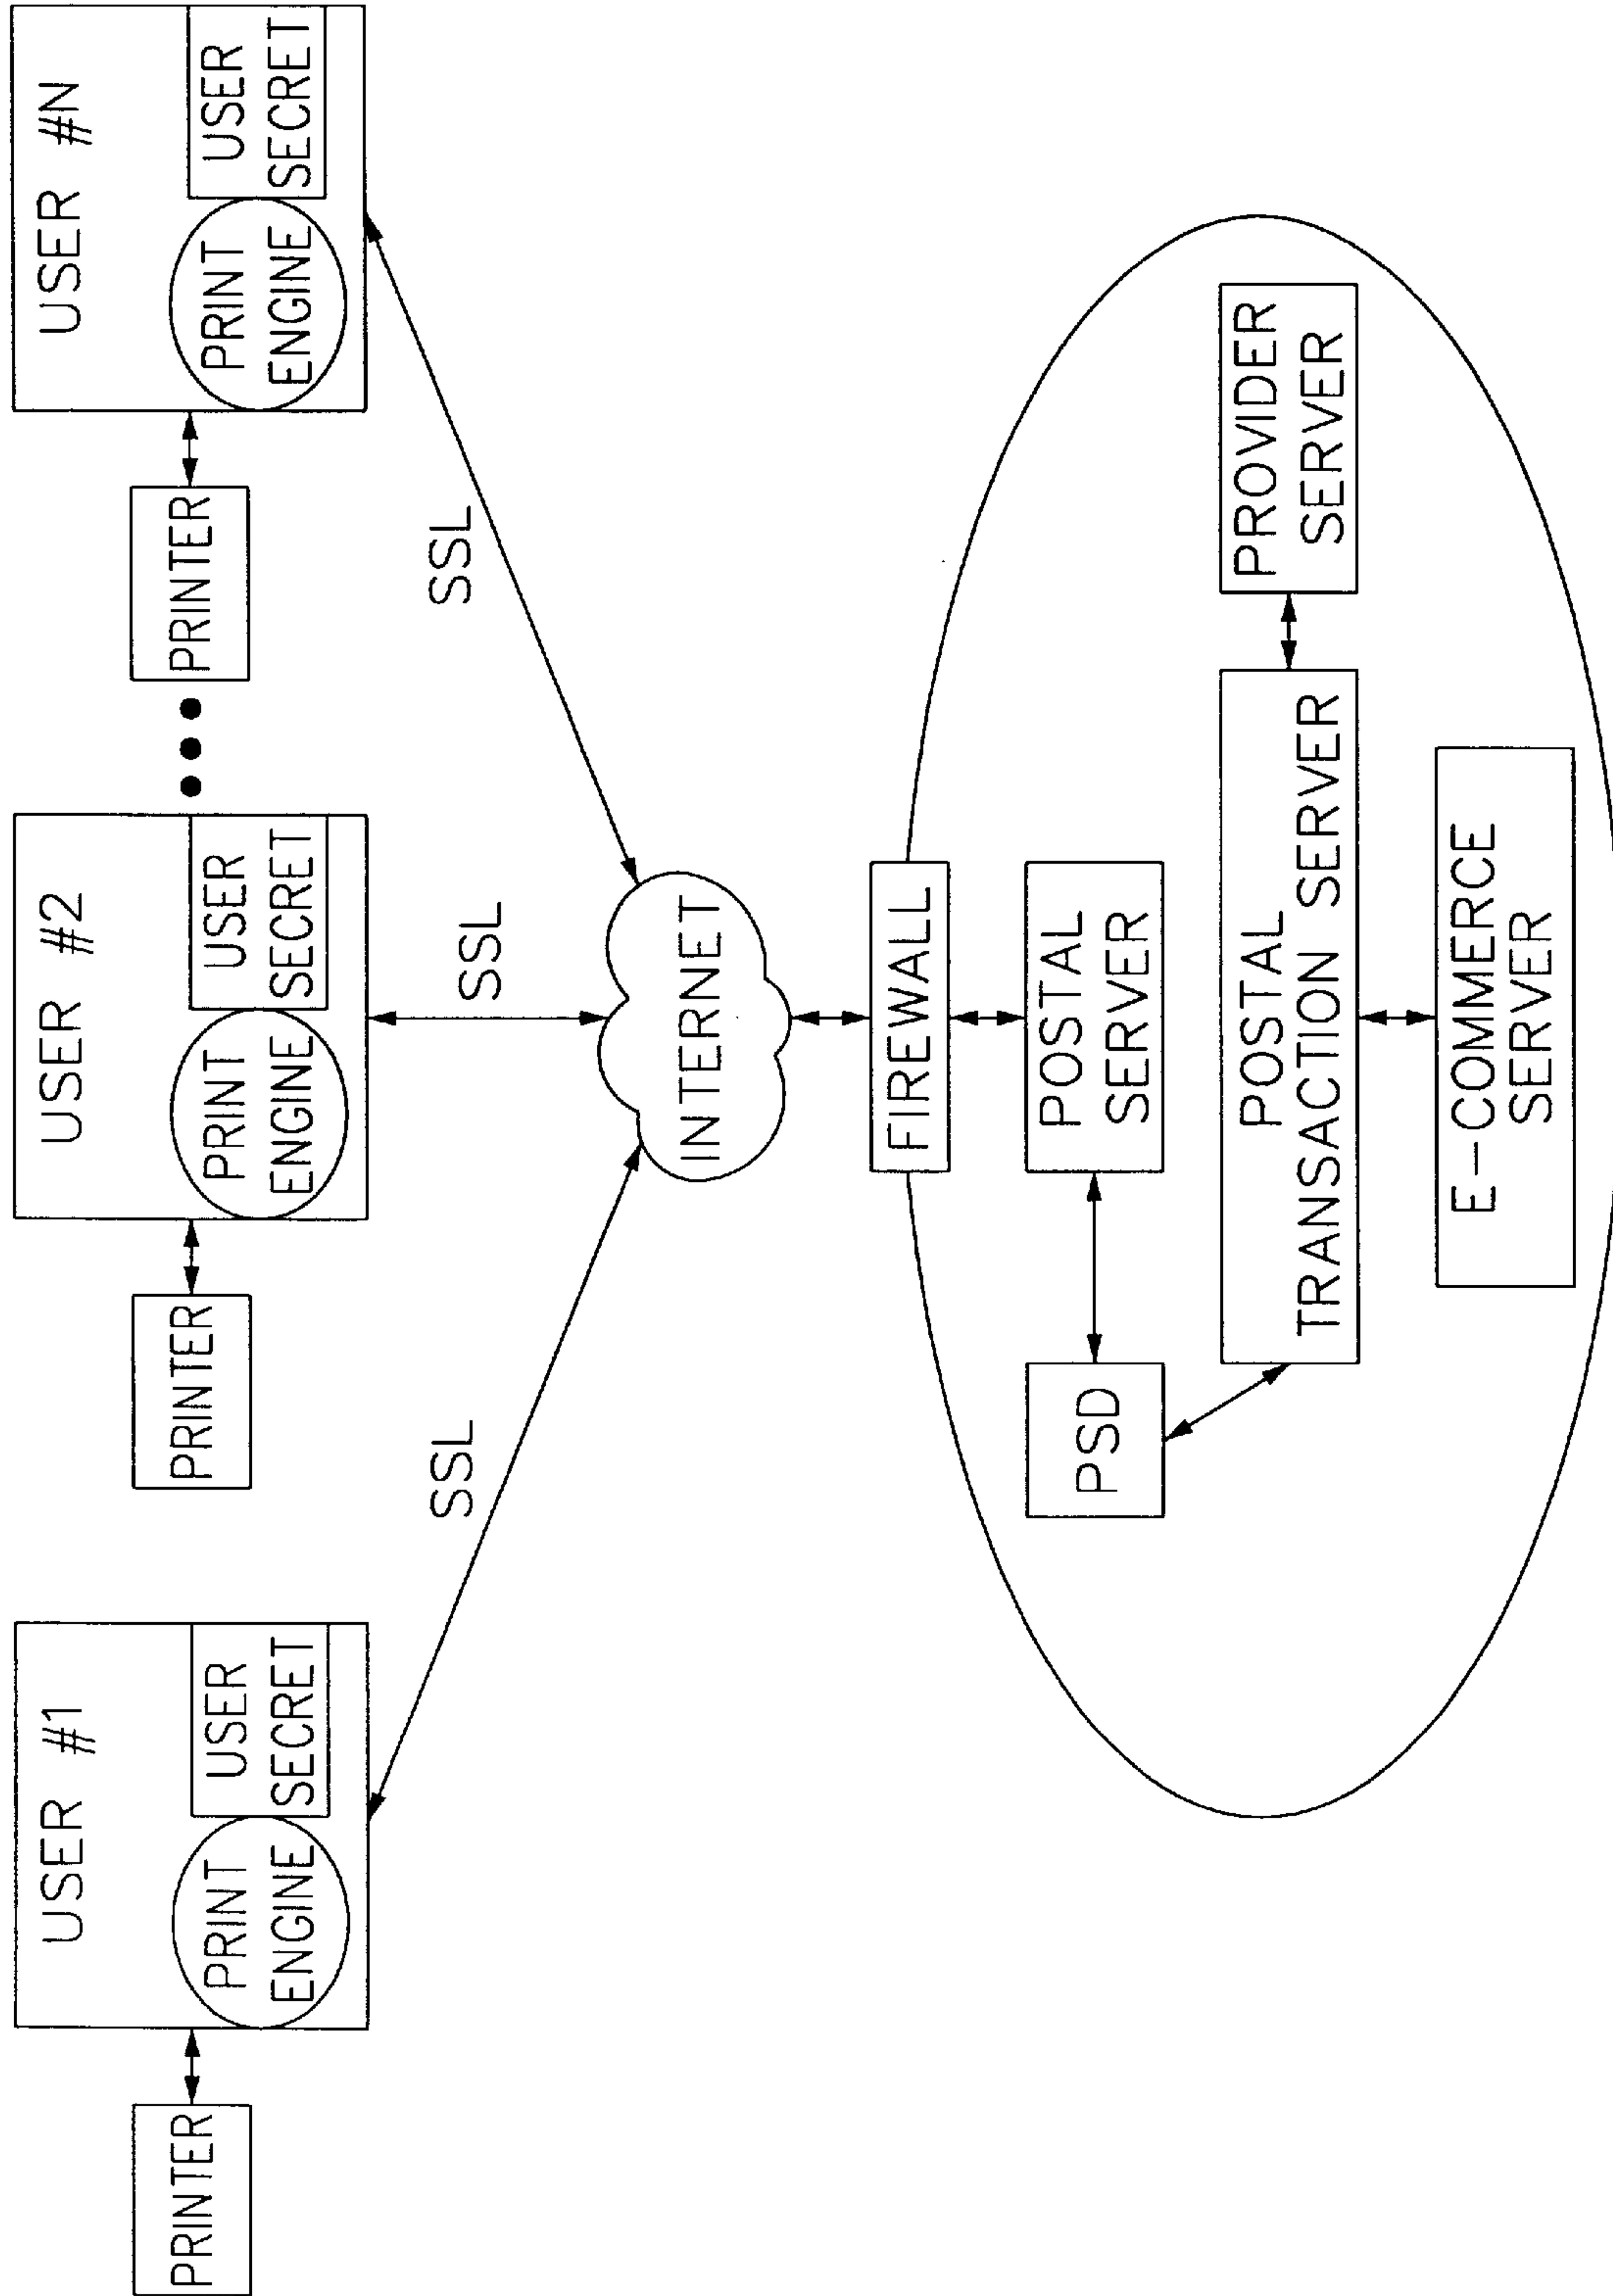 USER #1
PRINTER
PRINT
ENGINE
USER
SECRET
USER #2
PRINTER
PRINT
ENGINE
USER
SECRET
USER #N
PRINTER
PRINT
ENGINE
USER
SECRET
SSL
SSL
SSL
INTERNET
FIREWALL
PSD
POSTAL
SERVER
POSTAL
TRANSACTION SERVER
PROVIDER
SERVER
E-COMMERCE
SERVER